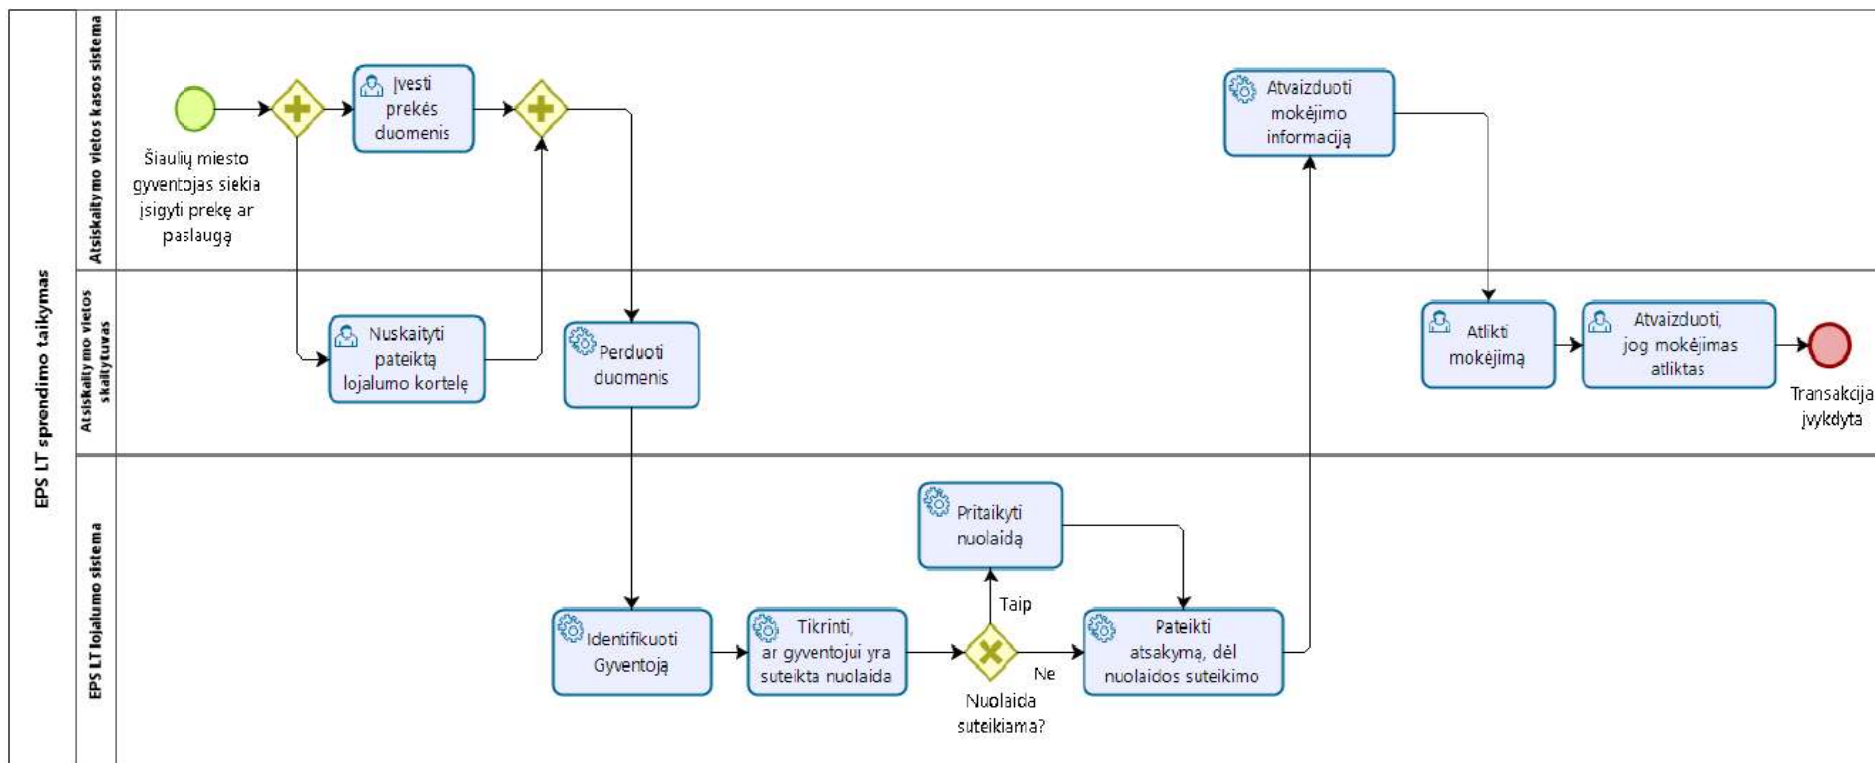 EPS LT sprendimo taikymas
Atsiskaitymo vietos kasos sistema
Šiaulių miesto
gyventojas siekia
įsigyti prekę ar
paslaugą
Įvesti
prekės
duomenis
Atvaizduoti
mokėjimo
informaciją
Atsiskaitymo vietos
skaitytuvas
Nuskaityti
pateiktą
lojalumo kortelę
Perduoti
duomenis
Atlikti
mokėjimą
Atvaizduoti,
jog mokėjimas
atliktas
Transakcija
įvykdyta
EPS LT lojalumo sistema
Identifikuoti
Gyventoją
Tikrinti,
ar gyventojui yra
suteikta nuolaida
Pritaikyti
nuolaidą
Taip
Ne
Nuolaida
suteikiama?
Pateikti
atsakymą, dėl
nuolaidos suteikimo